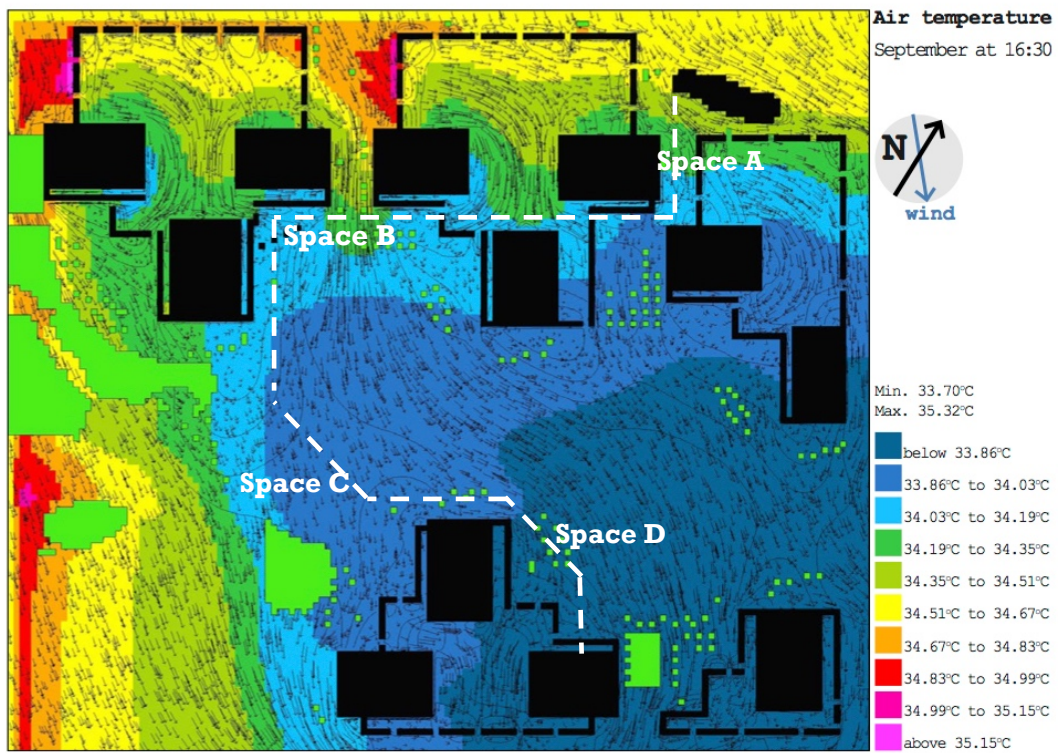 Air temperature
September at 16:30
N
wind
Space A
Space B
Space C
Space D
Min. 33.70°C
Max. 35.32°C
below 33.86°C
33.86°C to 34.03°C
34.03°C to 34.19°C
34.19°C to 34.35°C
34.35°C to 34.51°C
34.51°C to 34.67°C
34.67°C to 34.83°C
34.83°C to 34.99°C
34.99°C to 35.15°C
above 35.15°C